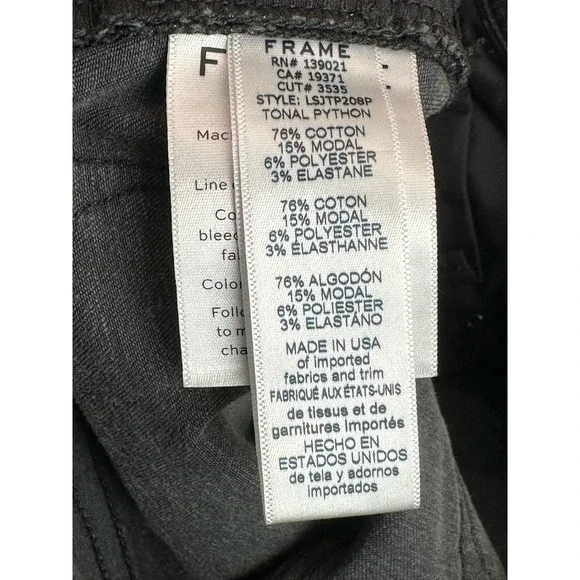 FRAME
RN# 139021
CA# 19371
CUT# 3535
STYLE: LSJTP208P
TONAL PYTHON
76% COTTON
15% MODAL
6% POLYESTER
3% ELASTANE
76% COTON
15% MODAL
6% POLYESTER
3% ÉLASTHANNE
76% ALGODÓN
15% MODAL
6% POLIESTER
3% ELASTANO
MADE IN USA
of imported
fabrics and trim
FABRIQUÉ AUX ÉTATS-UNIS
de tissus et de
garnitures importés
HECHO EN
ESTADOS UNIDOS
de tela y adornos
importados
F
Mac
Line
Co
bleed
fa
Color
Follo
to m
cha